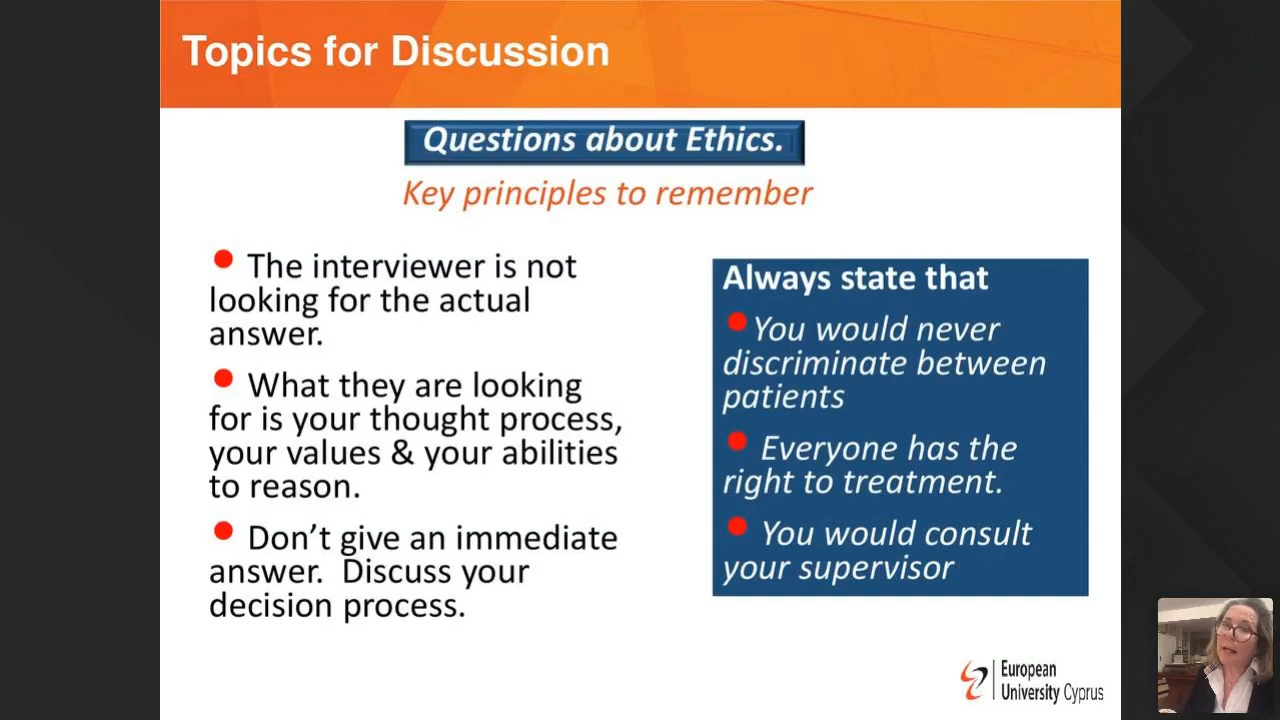 Topics for Discussion
Questions about Ethics.
Key principles to remember
The interviewer is not
looking for the actual
answer.
What they are looking
for is your thought process,
your values & your abilities
to reason.
Don’t give an immediate
answer.  Discuss your
decision process.
Always state that
You would never
discriminate between
patients
Everyone has the
right to treatment.
You would consult
your supervisor
European
University Cyprus